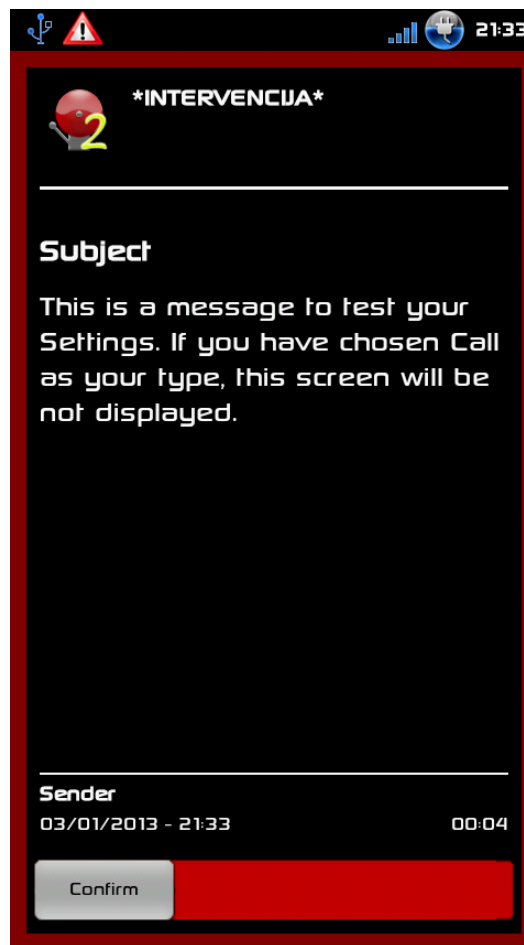 21:33
2
*INTERVENCIJA*
Subject
This is a message to test your
Settings. If you have chosen Call
as your type, this screen will be
not displayed.
Sender
03/01/2013 - 21:33
00:04
Confirm